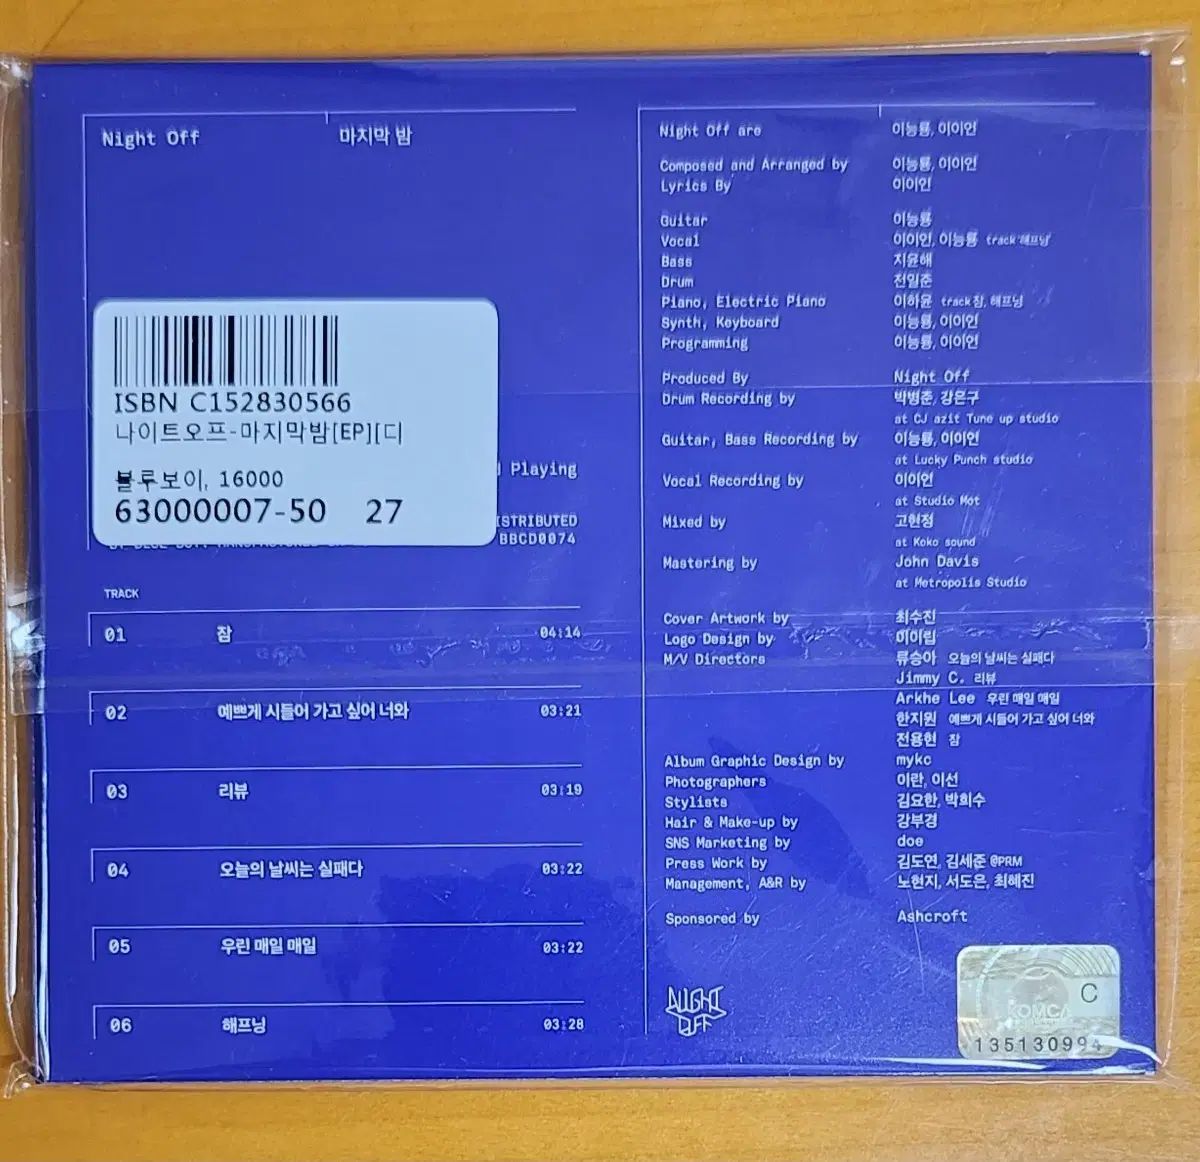 Night Off 마지막 밤
ISBN C152830566
나이트오프-마지막밤[EP][디
블루보이, 16000
63000007-50 27
Playing
ISTRIBUTED
BBCD0074
TRACK
01 잠 04:14
02 예쁘게 시들어 가고 싶어 너와 03:21
03 리뷰 03:19
04 오늘의 날씨는 실패다 03:22
05 우린 매일 매일 03:22
06 해프닝 03:28
Night Off are 이능룡, 이이언
Composed and Arranged by 이능룡, 이이언
Lyrics By 이이언
Guitar 이능룡
Vocal 이이언, 이능룡 track 해프닝
Bass 지윤해
Drum 전일준
Piano, Electric Piano 이하윤 track 잠, 해프닝
Synth, Keyboard 이능룡, 이이언
Programming 이능룡, 이이언
Produced By Night Off
Drum Recording by 박병준, 강은구
at CJ azit Tune up studio
Guitar, Bass Recording by 이능룡, 이이언
at Lucky Punch studio
Vocal Recording by 이이언
at Studio Mot
Mixed by 고현정
at Koko sound
Mastering by John Davis
at Metropolis Studio
Cover Artwork by 최수진
Logo Design by
M/V Directors 류승아 오늘의 날씨는 실패다
Jimmy C. 리뷰
Arkhe Lee 우린 매일 매일
한지원 예쁘게 시들어 가고 싶어 너와
전용현 잠
Album Graphic Design by mykc
Photographers 이란, 이선
Stylists 김요한, 박희수
Hair & Make-up by 강부경
SNS Marketing by doe
Press Work by 김도연, 김세준 @PRM
Management, A&R by 노현지, 서도은, 최혜진
Sponsored by Ashcroft
NIGHT
OFF
C
KOMCA
135130994